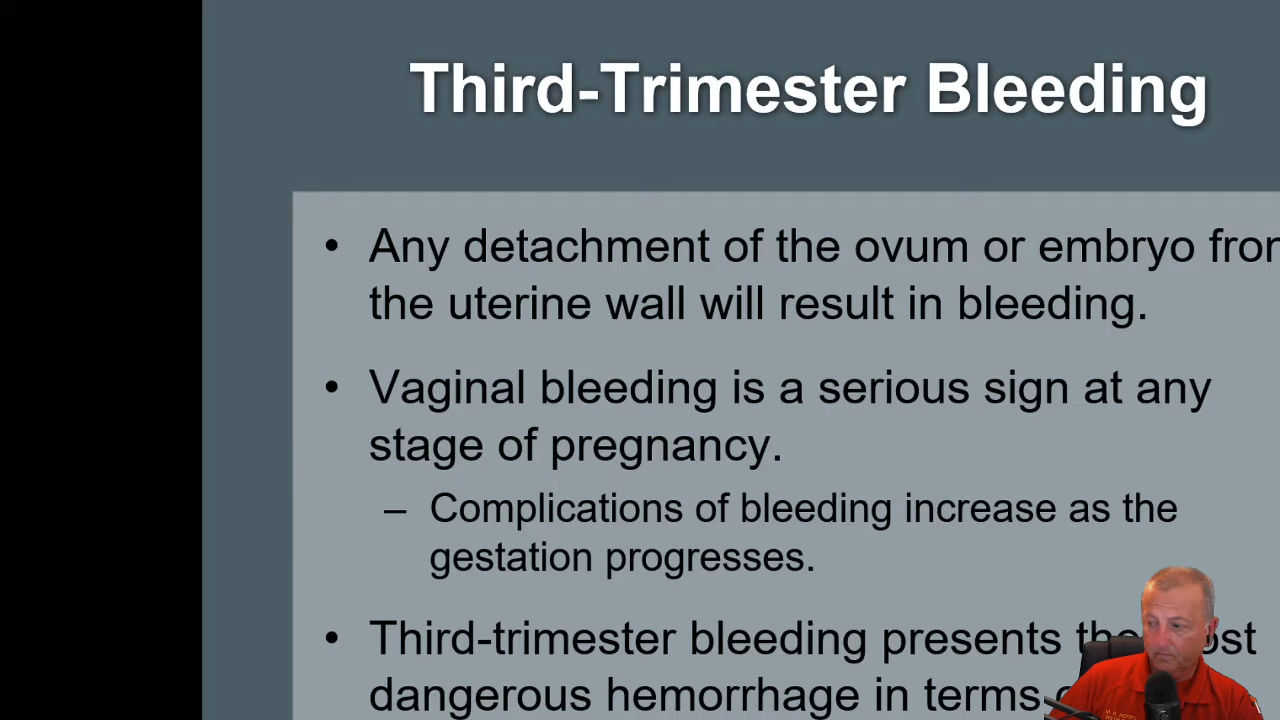 Third-Trimester Bleeding
• Any detachment of the ovum or embryo
the uterine wall will result in bleeding.
• Vaginal bleeding is a serious sign at any
stage of pregnancy.
– Complications of bleeding increase as the
gestation progresses.
• Third-trimester bleeding presents
dangerous hemorrhage in terms